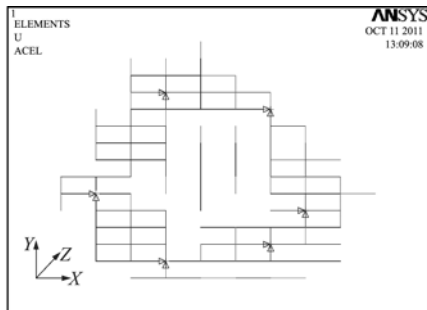 1
ELEMENTS
U
ACEL
ANSYS
OCT 11 2011
13:09:08
Y
Z
X